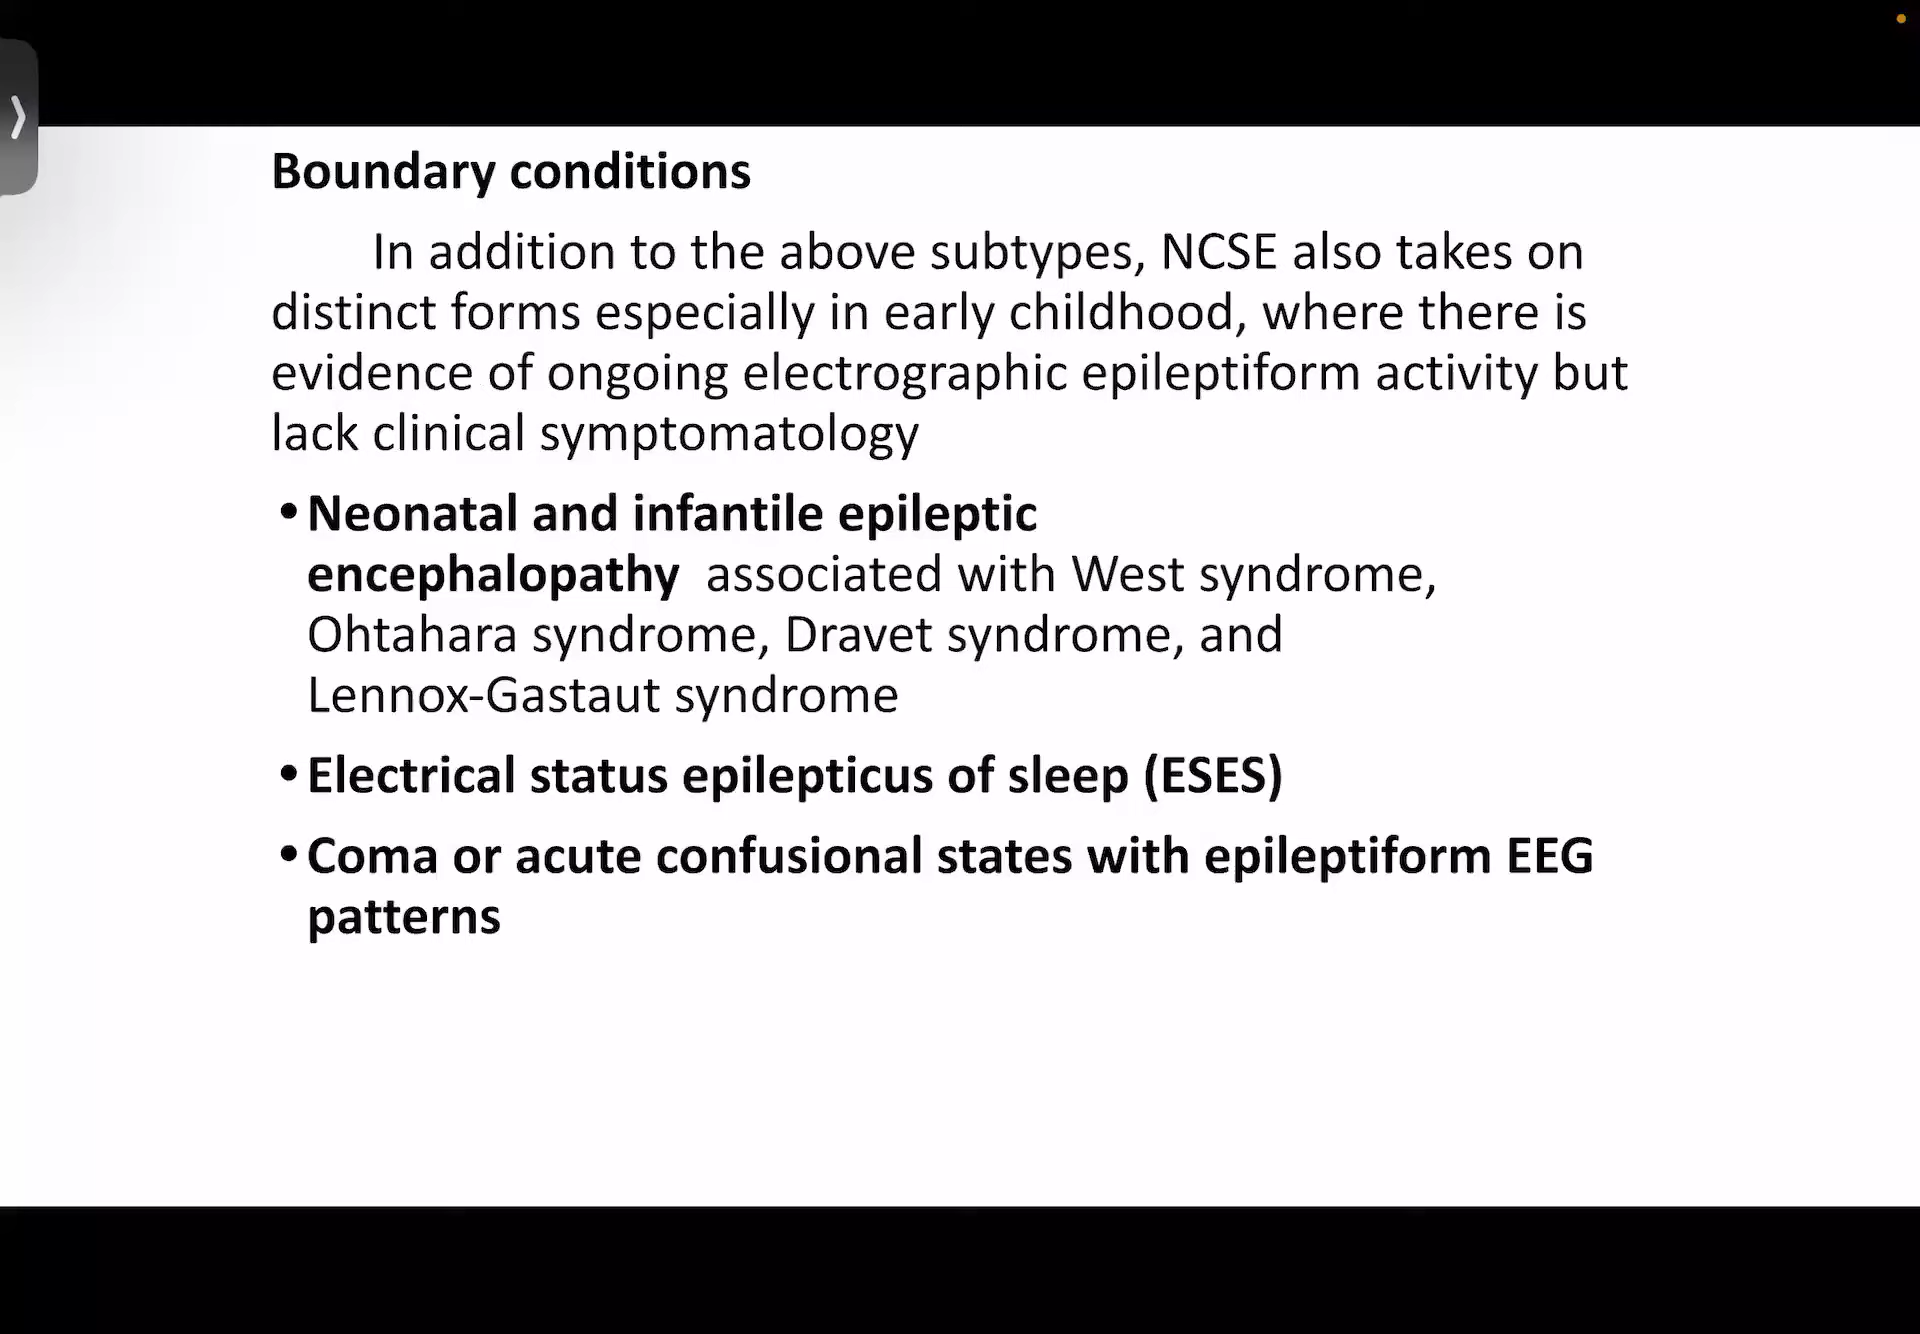 Boundary conditions
In addition to the above subtypes, NCSE also takes on
distinct forms especially in early childhood, where there is
evidence of ongoing electrographic epileptiform activity but
lack clinical symptomatology
•Neonatal and infantile epileptic
encephalopathy associated with West syndrome,
Ohtahara syndrome, Dravet syndrome, and
Lennox-Gastaut syndrome
•Electrical status epilepticus of sleep (ESES)
•Coma or acute confusional states with epileptiform EEG
patterns